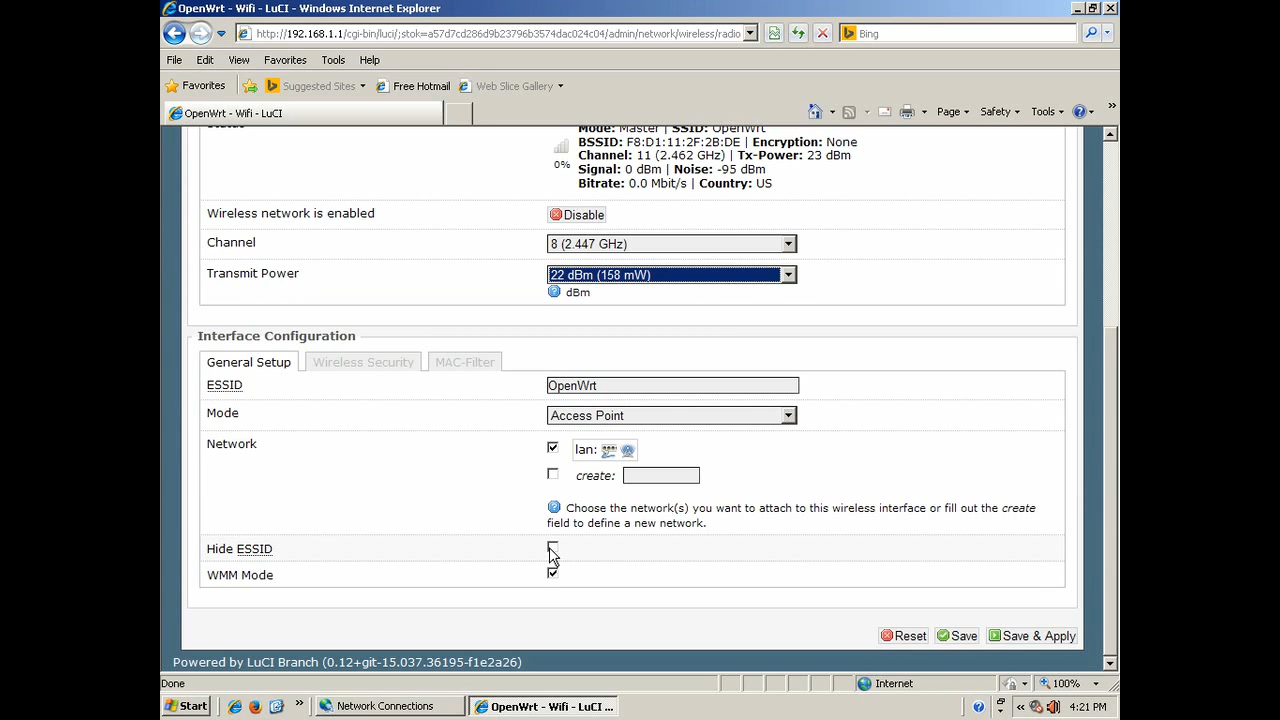 OpenWrt - Wifi - LuCI - Windows Internet Explorer
http://192.168.1.1/cgi-bin/luci/;stok=a57d7cd286d9b23796b3574dac024c04/admin/network/wireless/radio
Bing
File Edit View Favorites Tools Help
Favorites Suggested Sites Free Hotmail Web Slice Gallery
OpenWrt - Wifi - LuCI
Page Safety Tools
Mode: Master | SSID: OpenWrt
BSSID: F8:D1:11:2F:2B:DE | Encryption: None
Channel: 11 (2.462 GHz) | Tx-Power: 23 dBm
0%
Signal: 0 dBm | Noise: -95 dBm
Bitrate: 0.0 Mbit/s | Country: US
Wireless network is enabled Disable
Channel 8 (2.447 GHz)
Transmit Power 22 dBm (158 mW)
dBm
Interface Configuration
General Setup Wireless Security MAC-Filter
ESSID OpenWrt
Mode Access Point
Network lan:
create:
Choose the network(s) you want to attach to this wireless interface or fill out the create
field to define a new network.
Hide ESSID
WMM Mode
Reset Save Save & Apply
Powered by LuCI Branch (0.12+git-15.037.36195-f1e2a26)
Done Internet 100%
Start Network Connections OpenWrt - Wifi - LuCI ... 4:21 PM